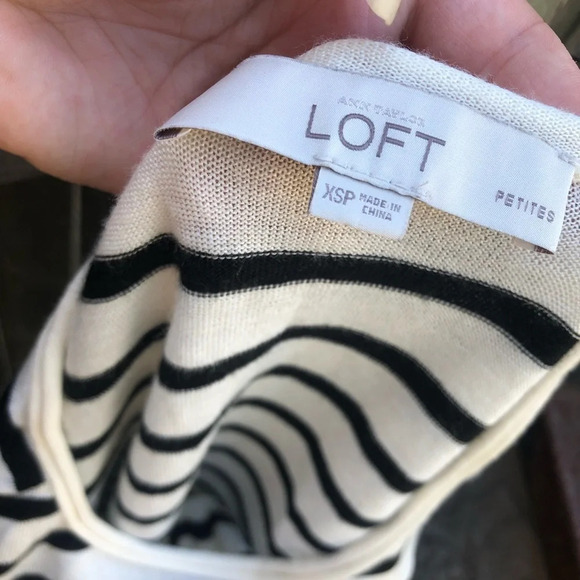 ANN TAYLOR
LOFT
PETITES
XSP MADE IN
CHINA